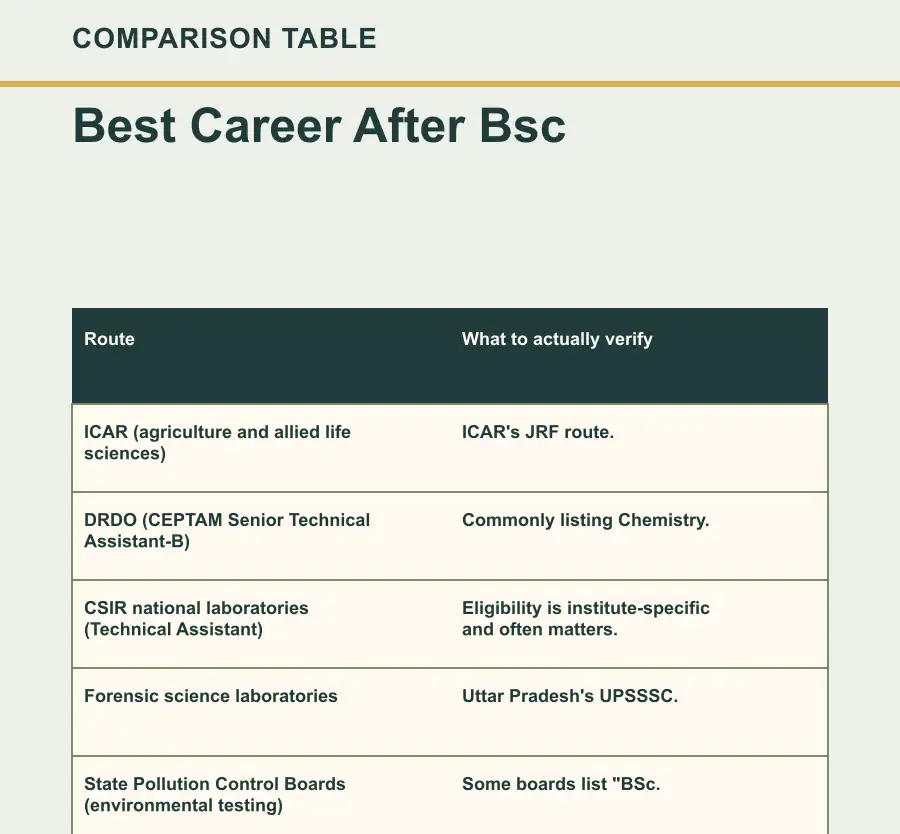 COMPARISON TABLE
Best Career After Bsc
Route
What to actually verify
ICAR (agriculture and allied life
sciences)
ICAR's JRF route.
DRDO (CEPTAM Senior Technical
Assistant-B)
Commonly listing Chemistry.
CSIR national laboratories
(Technical Assistant)
Eligibility is institute-specific
and often matters.
Forensic science laboratories
Uttar Pradesh's UPSSSC.
State Pollution Control Boards
(environmental testing)
Some boards list "BSc.